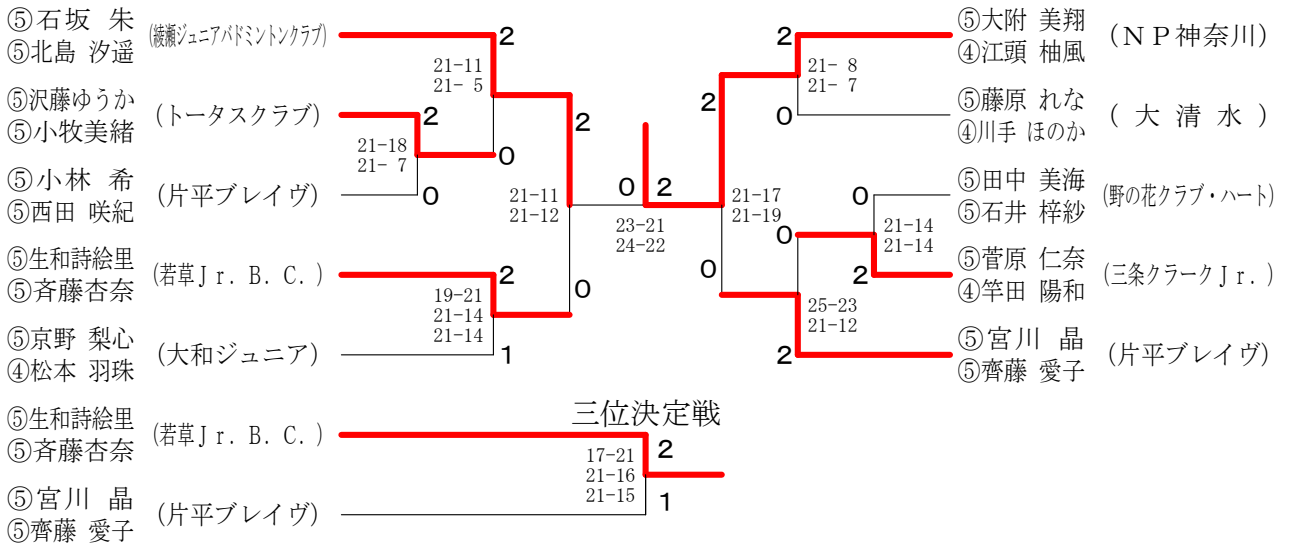 ⑤石坂 朱
⑤北島 汐遥
(綾瀬ジュニアバドミントンクラブ)
2
21-11
21- 5
⑤沢藤ゆうか
⑤小牧美緒
(トータスクラブ)
2
0
21-18
21- 7
⑤小林 希
⑤西田 咲紀
(片平ブレイヴ)
0
2
21-11
21-12
⑤生和詩絵里
⑤斉藤杏奈
(若草Jr. B. C. )
2
0
19-21
21-14
21-14
⑤京野 梨心
④松本 羽珠
(大和ジュニア)
1
0 2
23-21
24-22
2
⑤大附 美翔
④江頭 柚風
(ＮＰ神奈川)
21- 8
21- 7
2
0
⑤藤原 れな
④川手 ほのか
( 大 清 水 )
21-17
21-19
0
⑤田中 美海
⑤石井 梓紗
(野の花クラブ・ハート)
0
21-14
21-14
0
2
⑤菅原 仁奈
④竿田 陽和
(三条クラークＪｒ. )
25-23
21-12
2
⑤宮川 晶
⑤齊藤 愛子
(片平ブレイヴ)
三位決定戦
⑤生和詩絵里
⑤斉藤杏奈
(若草Jr. B. C. )
2
17-21
21-16
21-15
1
⑤宮川 晶
⑤齊藤 愛子
(片平ブレイヴ)